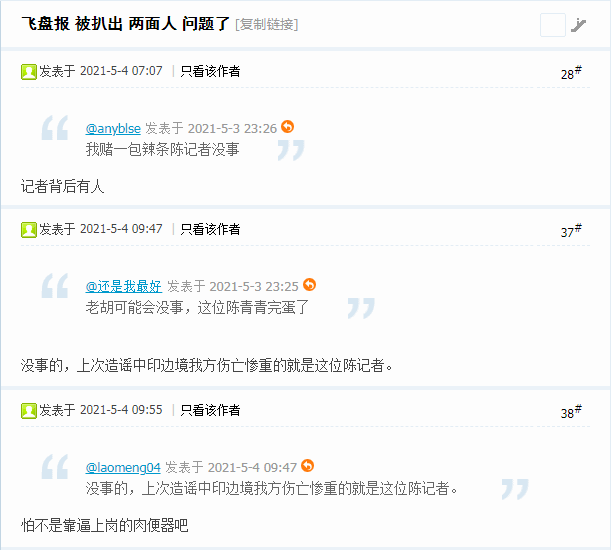 飞盘报 被扒出 两面人 问题了 [复制链接]
发表于 2021-5-4 07:07 |只看该作者 28#
@anyblse 发表于 2021-5-3 23:26
我赌一包辣条陈记者没事
记者背后有人
发表于 2021-5-4 09:47 |只看该作者 37#
@还是我最好 发表于 2021-5-3 23:25
老胡可能会没事，这位陈青青完蛋了
没事的，上次造谣中印边境我方伤亡惨重的就是这位陈记者。
发表于 2021-5-4 09:55 |只看该作者 38#
@laomeng04 发表于 2021-5-4 09:47
没事的，上次造谣中印边境我方伤亡惨重的就是这位陈记者。
怕不是靠逼上岗的肉便器吧